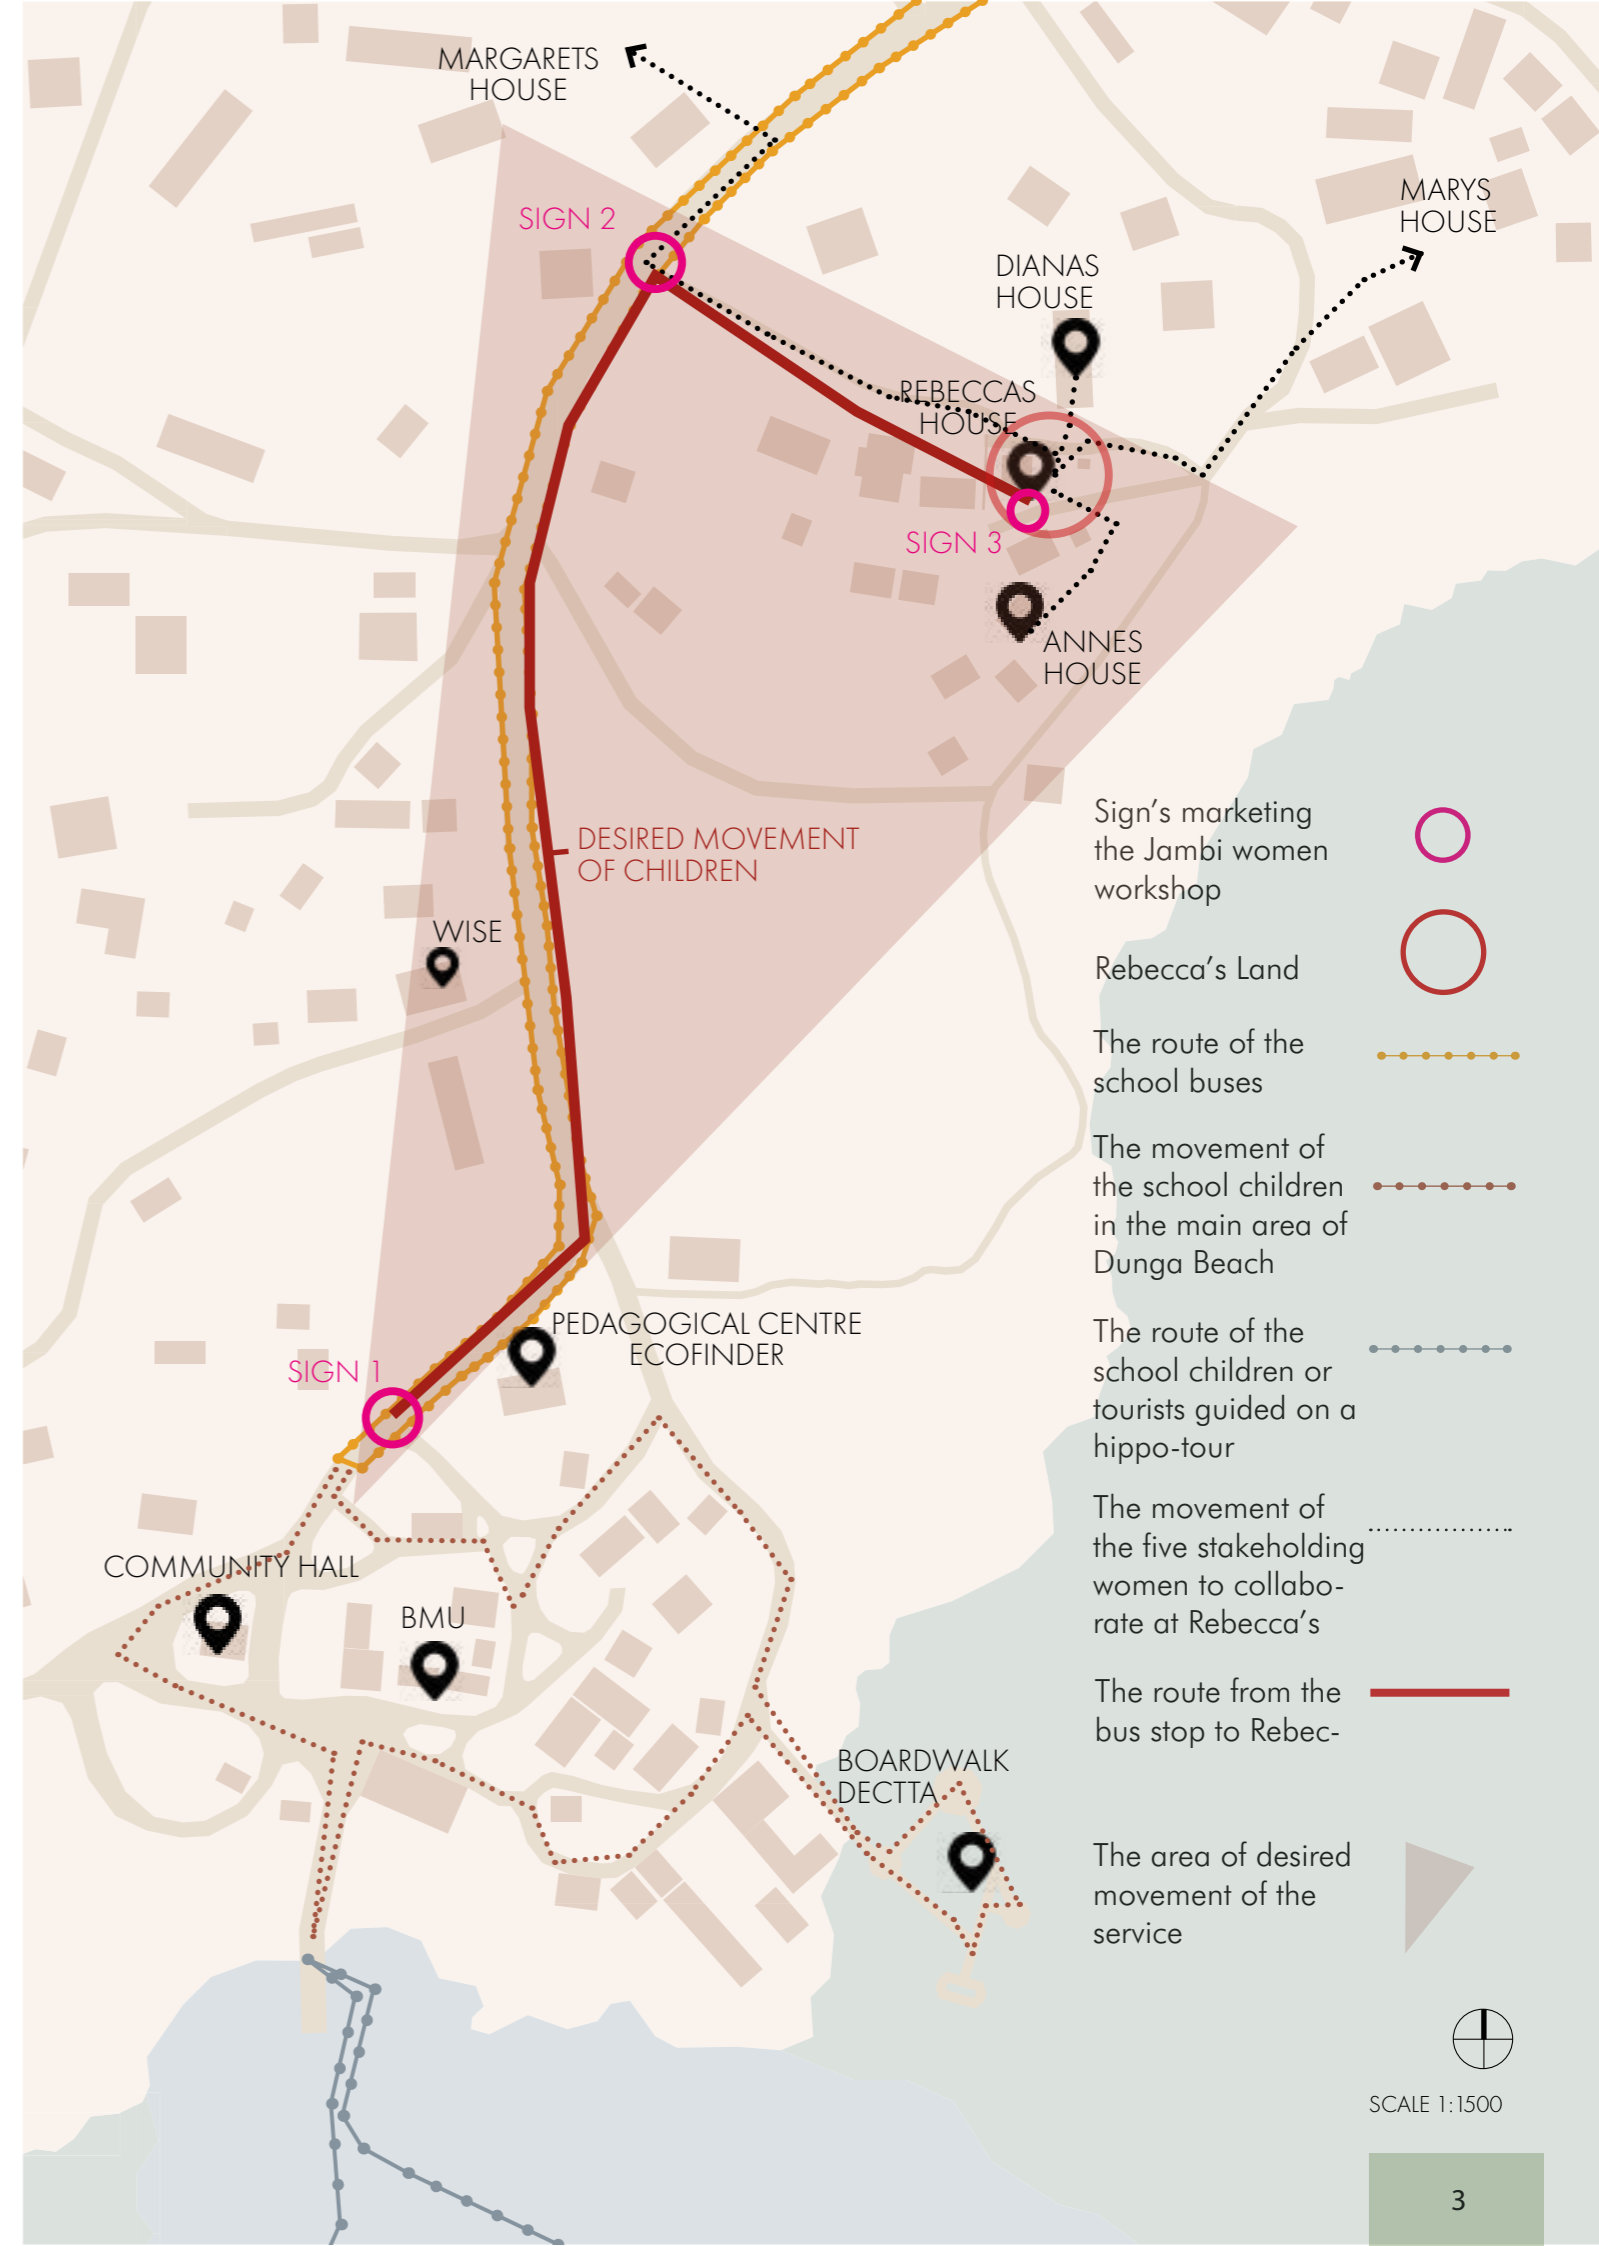 MARGARETS
HOUSE
SIGN 2
MARYS
HOUSE
DIANAS
HOUSE
REBECCAS
HOUSE
SIGN 3
ANNES
HOUSE
DESIRED MOVEMENT
OF CHILDREN
WISE
PEDAGOGICAL CENTRE
ECOFINDER
SIGN 1
COMMUNITY HALL
BMU
BOARDWALK
DECTTA
Sign's marketing
the Jambi women
workshop
Rebecca's Land
The route of the
school buses
The movement of
the school children
in the main area of
Dunga Beach
The route of the
school children or
tourists guided on a
hippo-tour
The movement of
the five stakeholding
women to collabo-
rate at Rebecca's
The route from the
bus stop to Rebec-
The area of desired
movement of the
service
SCALE 1:1500
3